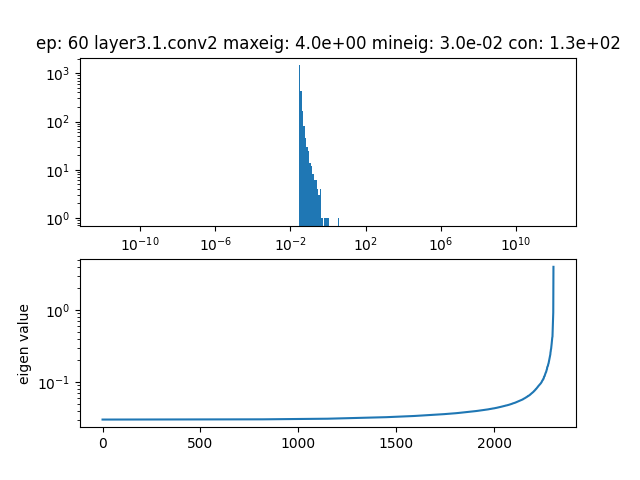 ep: 60 layer3.1.conv2 maxeig: 4.0e+00 mineig: 3.0e-02 con: 1.3e+02
10³
10²
10¹
10⁰
10⁻¹⁰ 10⁻⁶ 10⁻² 10² 10⁶ 10¹⁰
eigen value
10⁰
10⁻¹
0 500 1000 1500 2000